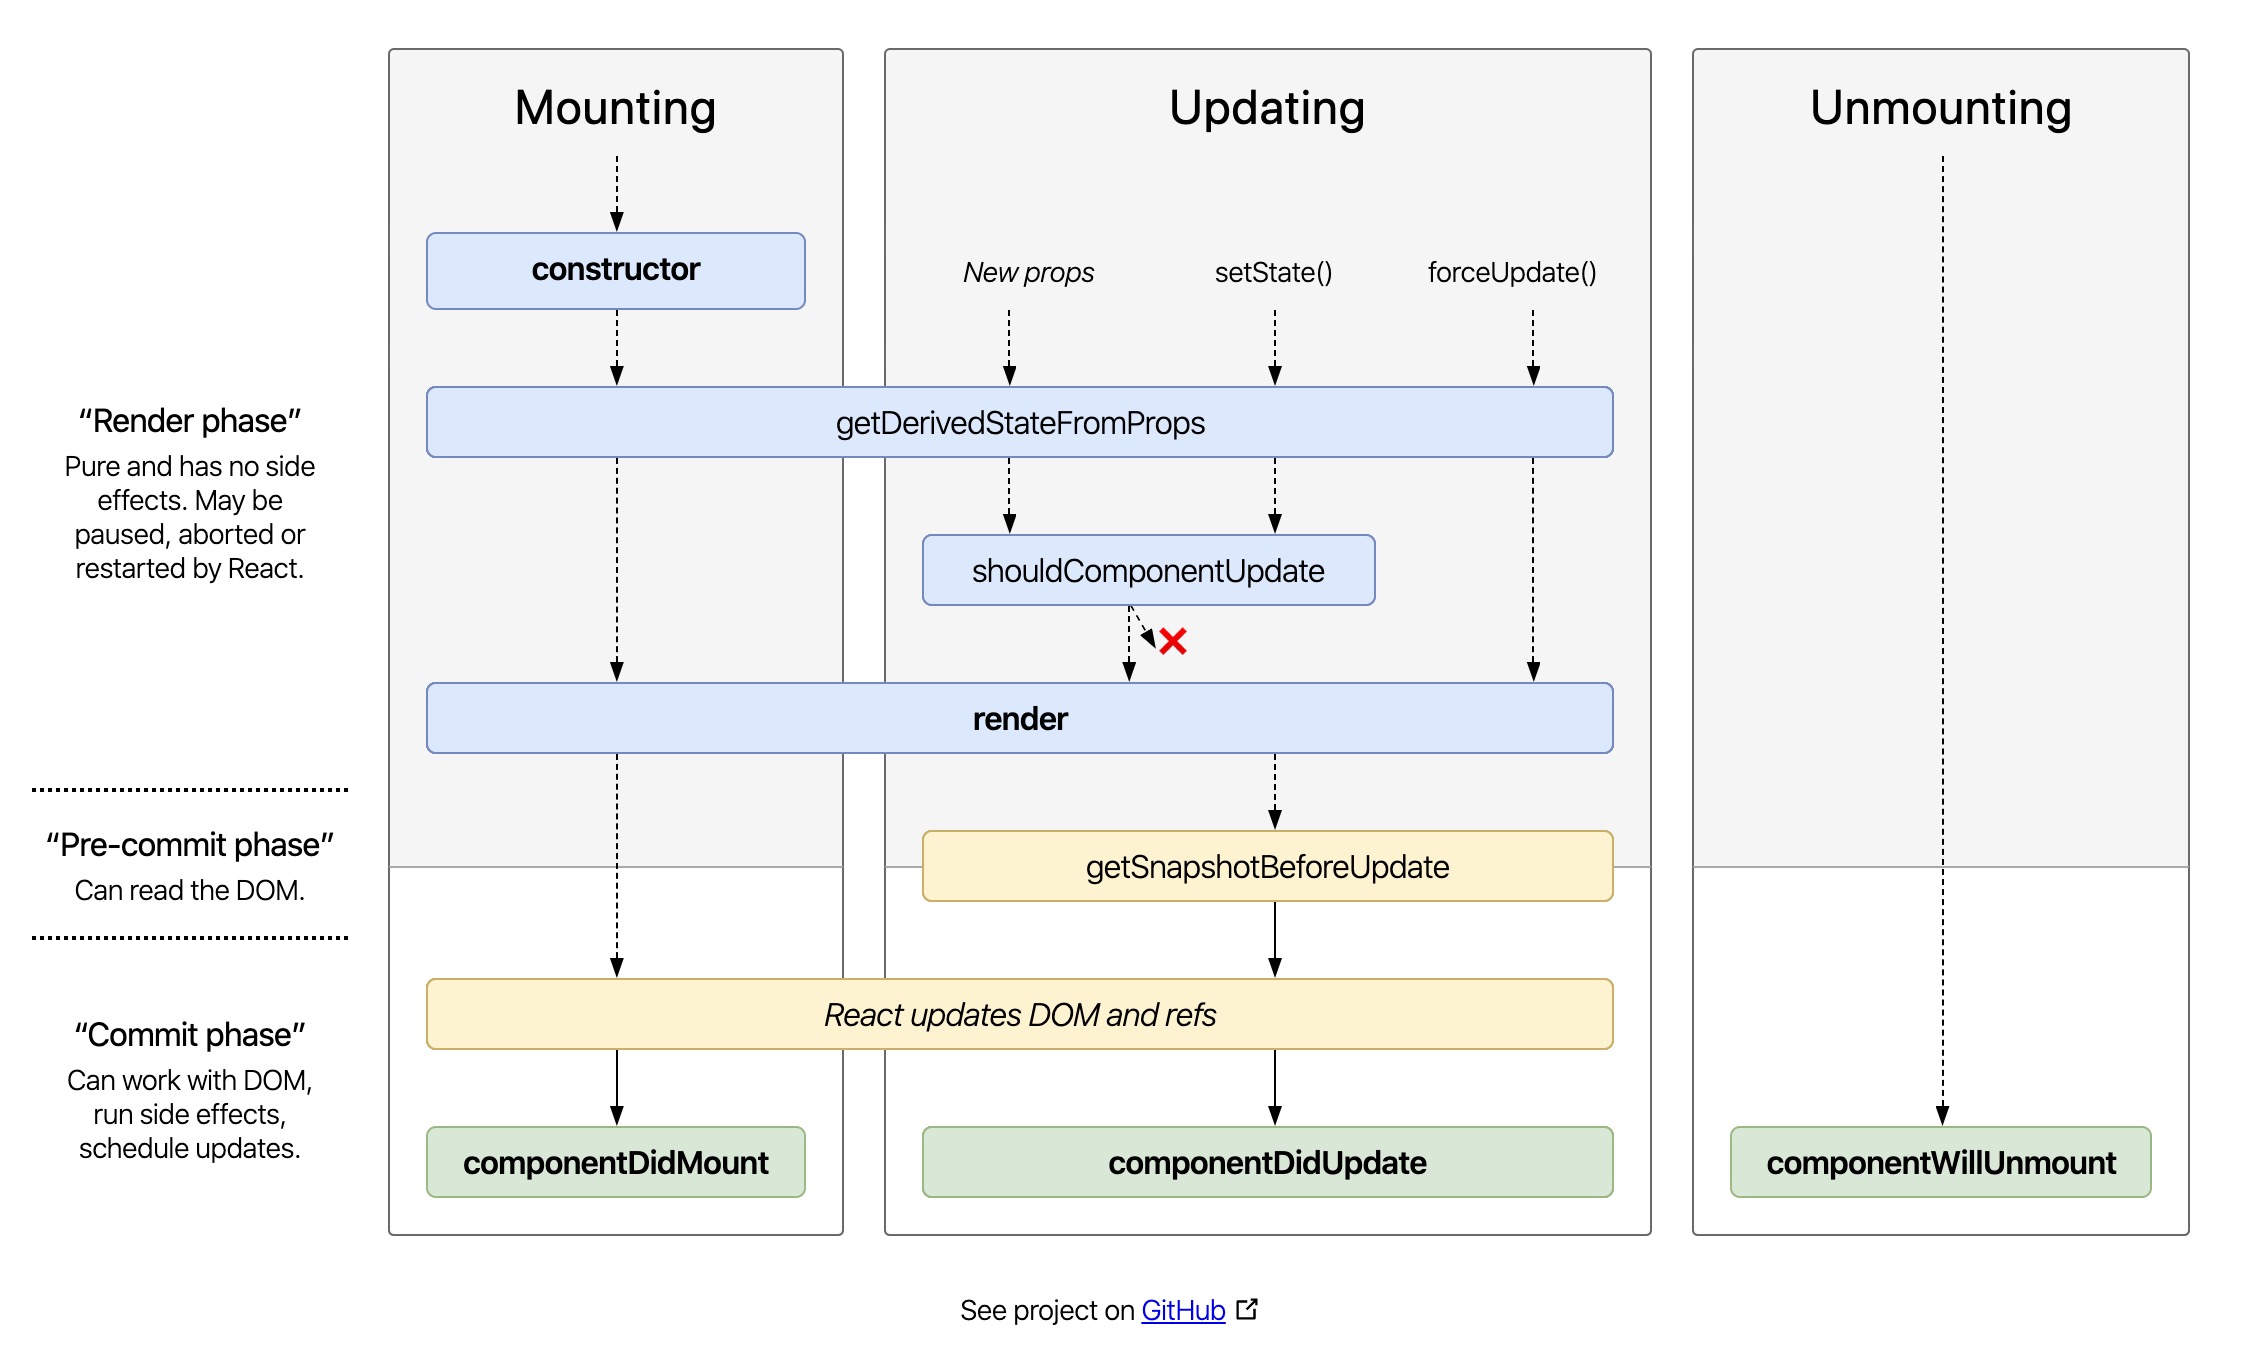 Mounting
Updating
Unmounting
constructor
New props
setState()
forceUpdate()
“Render phase”
Pure and has no side
effects. May be
paused, aborted or
restarted by React.
getDerivedStateFromProps
shouldComponentUpdate
render
“Pre-commit phase”
Can read the DOM.
getSnapshotBeforeUpdate
“Commit phase”
Can work with DOM,
run side effects,
schedule updates.
React updates DOM and refs
componentDidMount
componentDidUpdate
componentWillUnmount
See project on GitHub